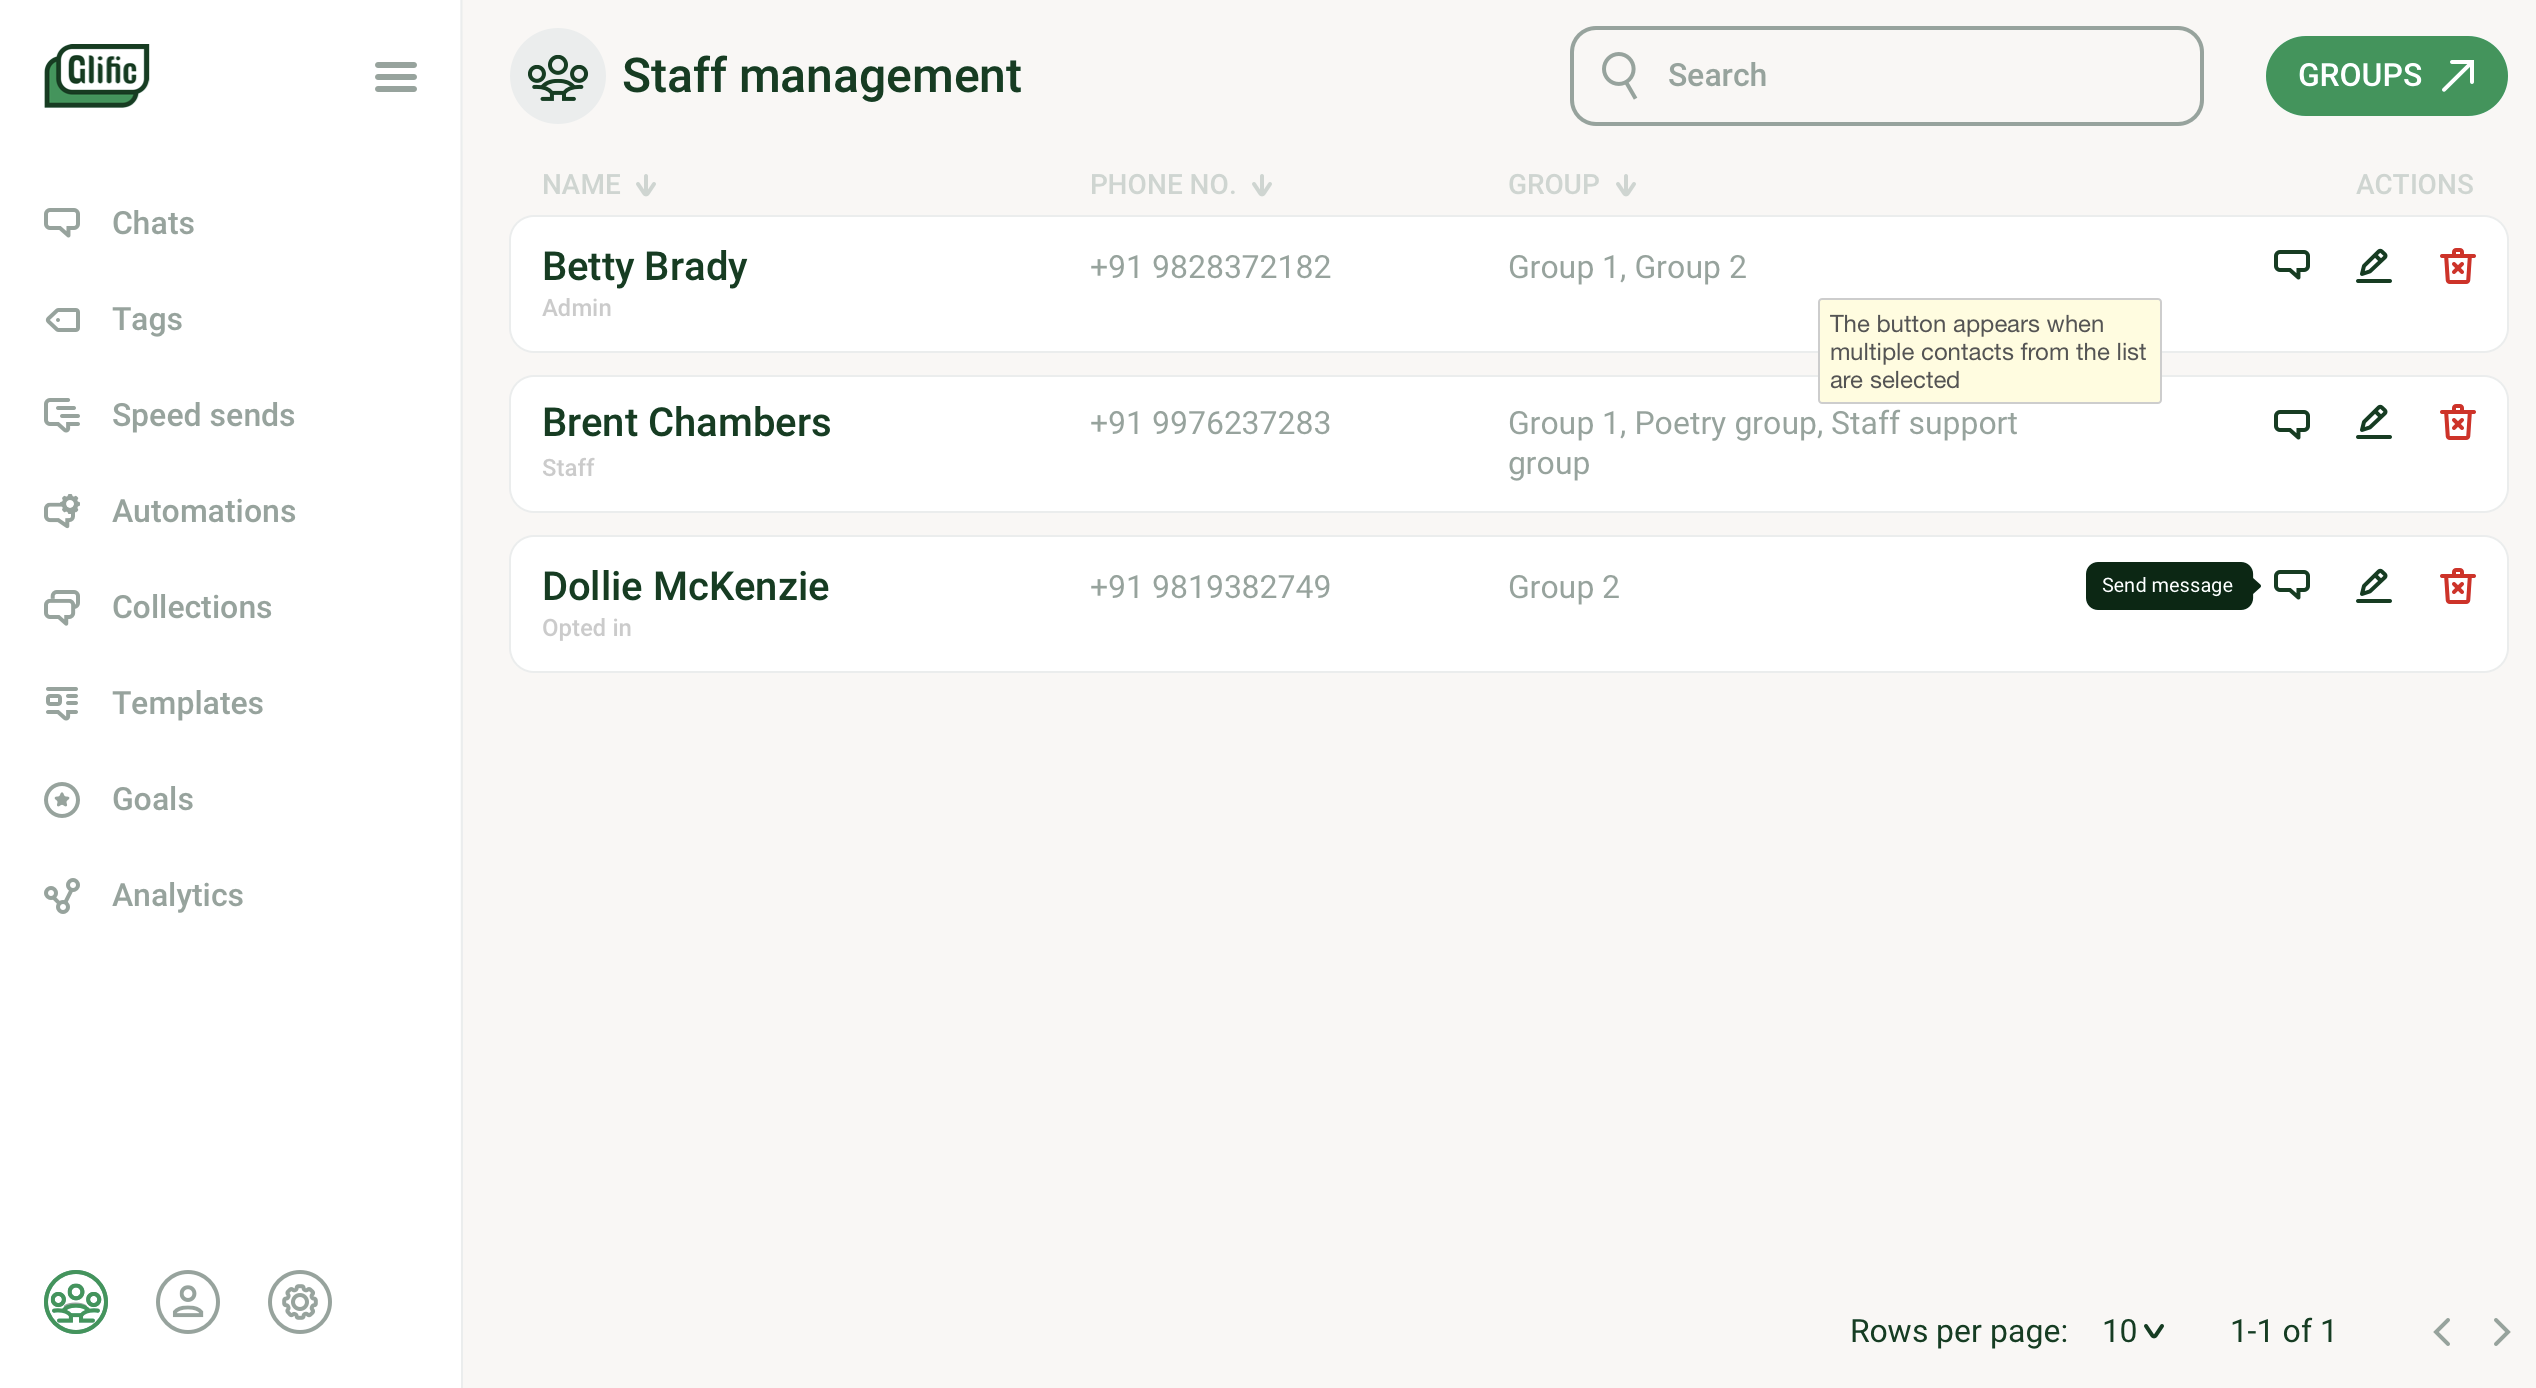 Glific
Staff management
Search
GROUPS
Chats
Tags
Speed sends
Automations
Collections
Templates
Goals
Analytics
NAME
PHONE NO.
GROUP
ACTIONS
Betty Brady
Admin
+91 9828372182
Group 1, Group 2
The button appears when
multiple contacts from the list
are selected
Brent Chambers
Staff
+91 9976237283
Group 1, Poetry group, Staff support
group
Dollie McKenzie
Opted in
+91 9819382749
Group 2
Send message
Rows per page:
10
1-1 of 1